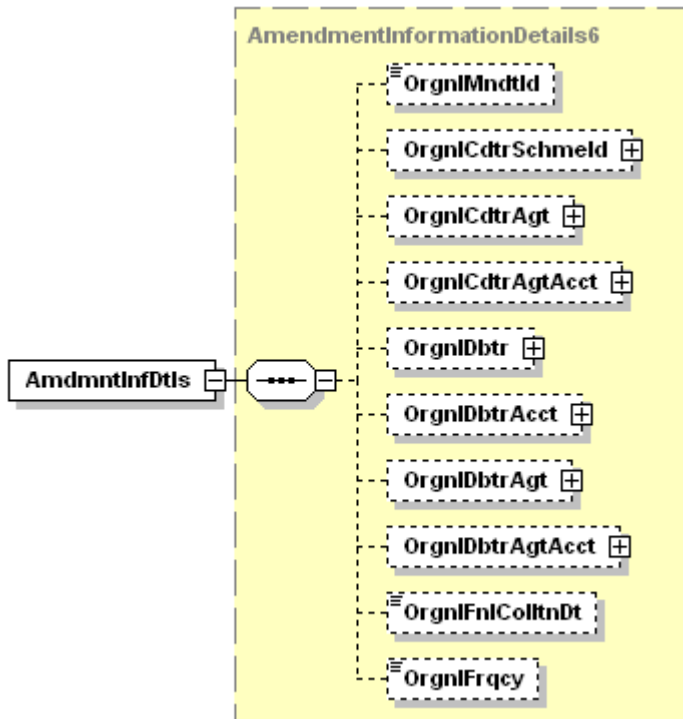 AmendmentInformationDetails6
OrgnlMndtId
OrgnlCdtrSchmeId
OrgnlCdtrAgt
OrgnlCdtrAgtAcct
OrgnlDbtr
AmdmntInfDtls
OrgnlDbtrAcct
OrgnlDbtrAgt
OrgnlDbtrAgtAcct
OrgnlFnlColltnDt
OrgnlFrqcy